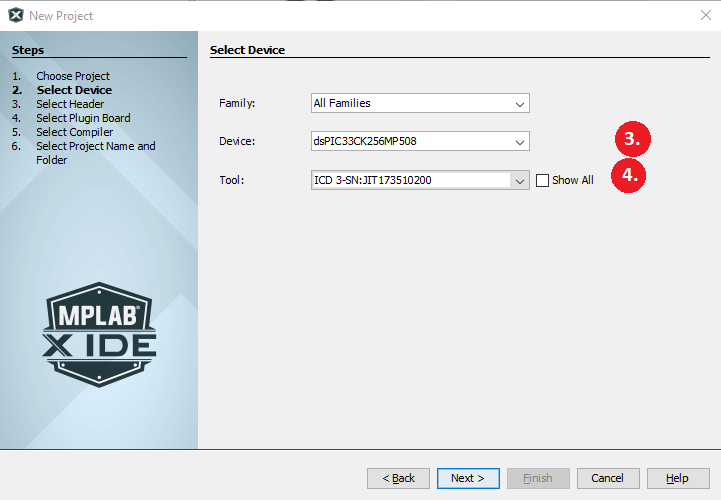 New Project
Steps
1. Choose Project
2. Select Device
3. Select Header
4. Select Plugin Board
5. Select Compiler
6. Select Project Name and
Folder
MPLAB®
X IDE
Select Device
Family: All Families
Device: dsPIC33CK256MP508
3.
Tool: ICD 3-SN:JIT173510200 Show All
4.
< Back Next > Finish Cancel Help